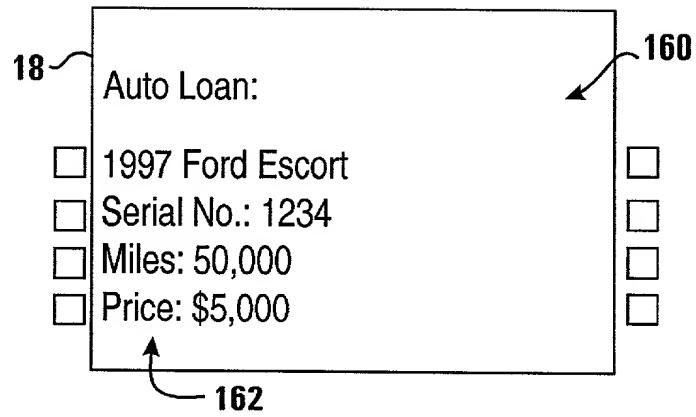 18
160
Auto Loan:
1997 Ford Escort
Serial No.: 1234
Miles: 50,000
Price: $5,000
162